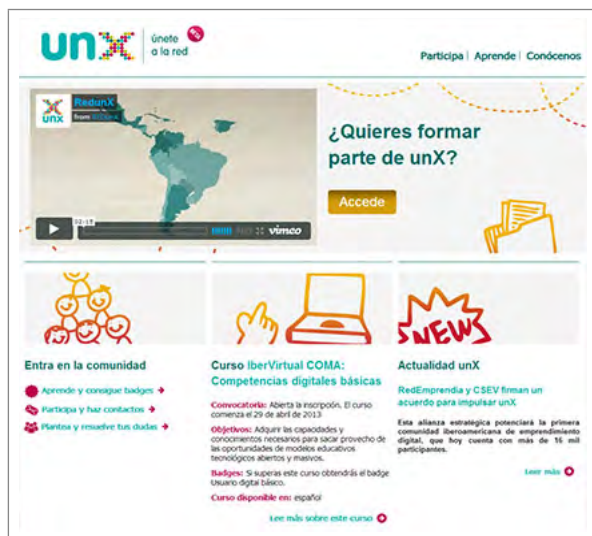 unX
únete
a la red
Participa | Aprende | Conócenos
RedunX
from
unx
¿Quieres formar
parte de unX?
Accede
02:15
HD
vimeo
NEWS
Entra en la comunidad
Aprende y consigue badges
Participa y haz contactos
Plantea y resuelve tus dudas
Curso IberVirtual COMA:
Competencias digitales básicas
Convocatoria: Abierta la inscripción. El curso
comienza el 29 de abril de 2013
Objetivos: Adquirir las capacidades y
conocimientos necesarios para sacar provecho de
las oportunidades de modelos educativos
tecnológicos abiertos y masivos.
Badges: Si superas este curso obtendrás el badge
Usuario digital básico.
Curso disponible en: español
Lee más sobre este curso
Actualidad unX
RedEmprendia y CSEV firman un
acuerdo para impulsar unX
Esta alianza estratégica potenciará la primera
comunidad iberoamericana de emprendimiento
digital, que hoy cuenta con más de 16 mil
participantes.
Leer más